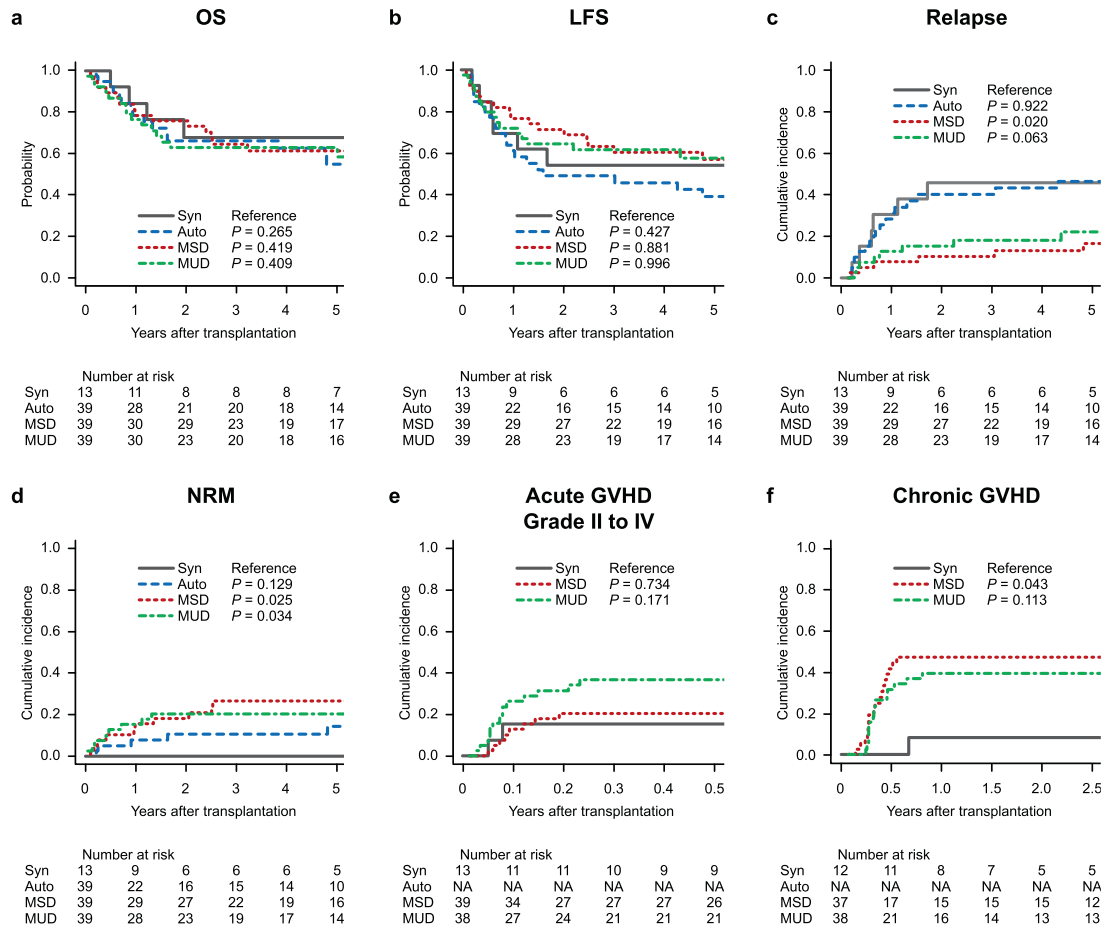 a OS
1.0
0.8
0.6
0.4
0.2
0.0
Probability
Syn Reference
Auto P = 0.265
MSD P = 0.419
MUD P = 0.409
0 1 2 3 4 5
Years after transplantation
Number at risk
Syn 13 11 8 8 8 7
Auto 39 28 21 20 18 14
MSD 39 30 29 23 19 17
MUD 39 30 23 20 18 16
b LFS
1.0
0.8
0.6
0.4
0.2
0.0
Probability
Syn Reference
Auto P = 0.427
MSD P = 0.881
MUD P = 0.996
0 1 2 3 4 5
Years after transplantation
Number at risk
13 9 6 6 6 5
39 22 16 15 14 10
39 29 27 22 19 16
39 28 23 19 17 14
c Relapse
1.0
0.8
0.6
0.4
0.2
0.0
Cumulative incidence
Syn Reference
Auto P = 0.922
MSD P = 0.020
MUD P = 0.063
0 1 2 3 4 5
Years after transplantation
Number at risk
Syn 13 9 6 6 6 5
Auto 39 22 16 15 14 10
MSD 39 29 27 22 19 16
MUD 39 28 23 19 17 14
d NRM
1.0
0.8
0.6
0.4
0.2
0.0
Cumulative incidence
Syn Reference
Auto P = 0.129
MSD P = 0.025
MUD P = 0.034
0 1 2 3 4 5
Years after transplantation
Number at risk
Syn 13 9 6 6 6 5
Auto 39 22 16 15 14 10
MSD 39 29 27 22 19 16
MUD 39 28 23 19 17 14
e Acute GVHD
Grade II to IV
1.0
0.8
0.6
0.4
0.2
0.0
Cumulative incidence
Syn Reference
MSD P = 0.734
MUD P = 0.171
0 0.1 0.2 0.3 0.4 0.5
Years after transplantation
Number at risk
Syn 13 11 11 10 9 9
Auto NA NA NA NA NA NA
MSD 39 34 27 27 27 26
MUD 38 27 24 21 21 21
f Chronic GVHD
1.0
0.8
0.6
0.4
0.2
0.0
Cumulative incidence
Syn Reference
MSD P = 0.043
MUD P = 0.113
0 0.5 1.0 1.5 2.0 2.5
Years after transplantation
Number at risk
Syn 12 11 8 7 5 5
Auto NA NA NA NA NA NA
MSD 37 17 15 15 15 12
MUD 38 21 16 14 13 13